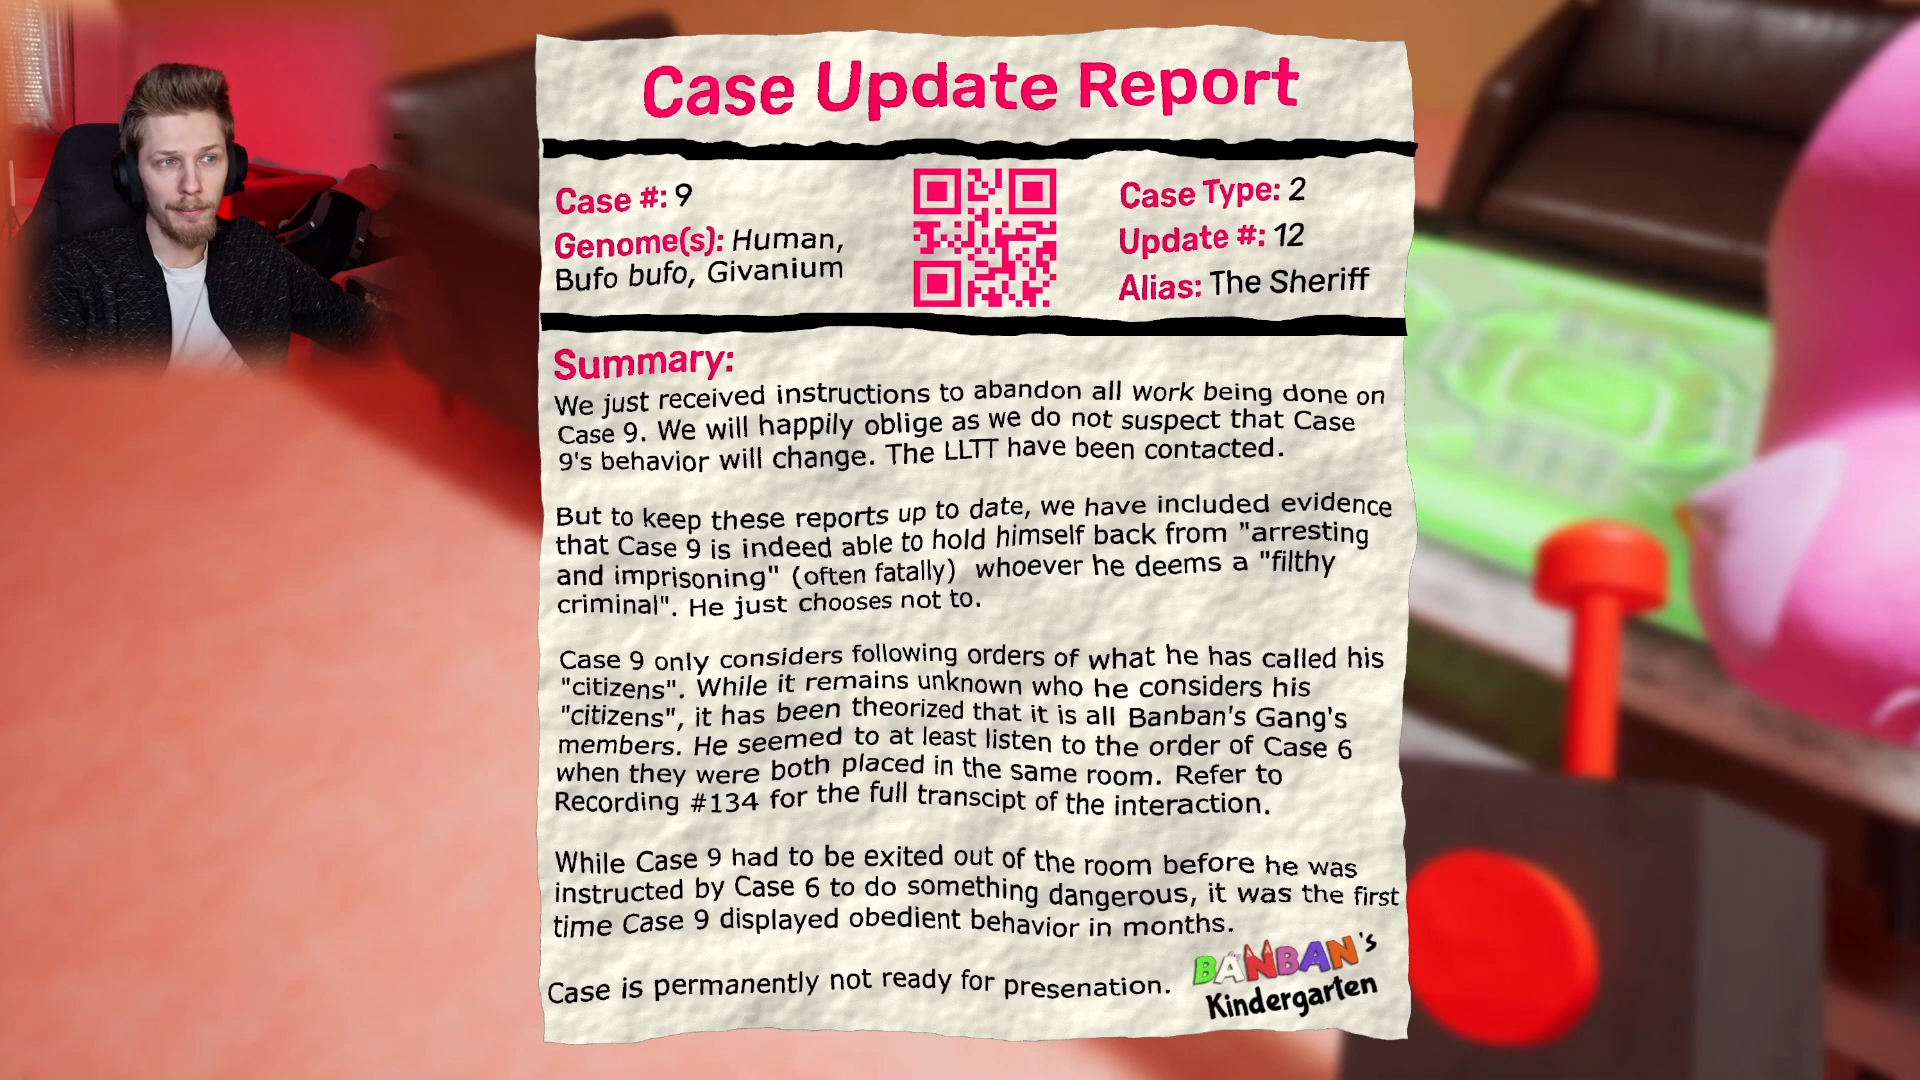 Case Update Report
Case #: 9
Genome(s): Human,
Bufo bufo, Givanium
Case Type: 2
Update #: 12
Alias: The Sheriff
Summary:
We just received instructions to abandon all work being done on
Case 9. We will happily oblige as we do not suspect that Case
9's behavior will change. The LLTT have been contacted.
But to keep these reports up to date, we have included evidence
that Case 9 is indeed able to hold himself back from "arresting
and imprisoning" (often fatally) whoever he deems a "filthy
criminal". He just chooses not to.
Case 9 only considers following orders of what he has called his
"citizens". While it remains unknown who he considers his
"citizens", it has been theorized that it is all Banban's Gang's
members. He seemed to at least listen to the order of Case 6
when they were both placed in the same room. Refer to
Recording #134 for the full transcipt of the interaction.
While Case 9 had to be exited out of the room before he was
instructed by Case 6 to do something dangerous, it was the first
time Case 9 displayed obedient behavior in months.
Case is permanently not ready for presenation.
BANBAN's
Kindergarten